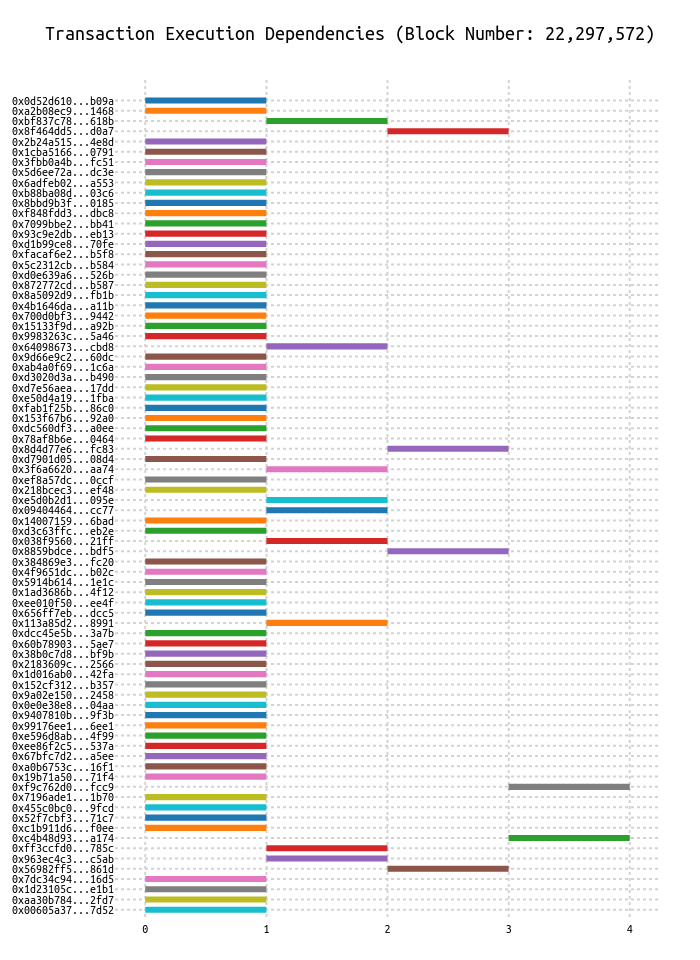 Transaction Execution Dependencies (Block Number: 22,297,572)
0x0d52d610...b09a
0xa2b08ec9...1468
0xbf837c78...618b
0x8f464dd5...d0a7
0x2b24a515...4e8d
0x1cba5166...0791
0x3fbb0a4b...fc51
0x5d6ee72a...dc3e
0x6adfeb02...a553
0xb88ba08d...03c6
0x8bbd9b3f...0185
0xf848fdd3...dbc8
0x7099bbe2...bb41
0x93c9e2db...eb13
0xd1b99ce8...70fe
0xfacaf6e2...b5f8
0x5c2312cb...b584
0xd0e639a6...526b
0x872772cd...b587
0x8a5092d9...fb1b
0x4b1646da...a11b
0x700d0bf3...9442
0x15133f9d...a92b
0x9983263c...5a46
0x64098673...cbd8
0x9d66e9c2...60dc
0xab4a0f69...1c6a
0xd3020d3a...b490
0xd7e56aea...17dd
0xe50d4a19...1fba
0xfab1f25b...86c0
0x153f67b6...92a0
0xdc560df3...a0ee
0x78af8b6e...0464
0x8d4d77e6...fc83
0xd7901d05...08d4
0x3f6a6620...aa74
0xef8a57dc...0ccf
0x218bcec3...ef48
0xe5d0b2d1...095e
0x09404464...cc77
0x14007159...6bad
0xd3c63ffc...eb2e
0x038f9560...21ff
0x8859bdce...bdf5
0x384869e3...fc20
0x4f9651dc...b02c
0x5914b614...1e1c
0x1ad3686b...4f12
0xee010f50...ee4f
0x656ff7eb...dcc5
0x113a85d2...8991
0xdcc45e5b...3a7b
0x60b78903...5ae7
0x38b0c7d8...bf9b
0x2183609c...2566
0x1d016ab0...42fa
0x152cf312...b357
0x9a02e150...2458
0x0e0e38e8...04aa
0x9407810b...9f3b
0x99176ee1...6ee1
0xe596d8ab...4f99
0xee86f2c5...537a
0x67bfc7d2...a5ee
0xa0b6753c...16f1
0x19b71a50...71f4
0xf9c762d0...fcc9
0x7196ade1...1b70
0x455c0bc0...9fcd
0x52f7cbf3...71c7
0xc1b911d6...f0ee
0xc4b48d93...a174
0xff3ccfd0...785c
0x963ec4c3...c5ab
0x56982ff5...861d
0x7dc34c94...16d5
0x1d23105c...e1b1
0xaa30b784...2fd7
0x00605a37...7d52
0 1 2 3 4